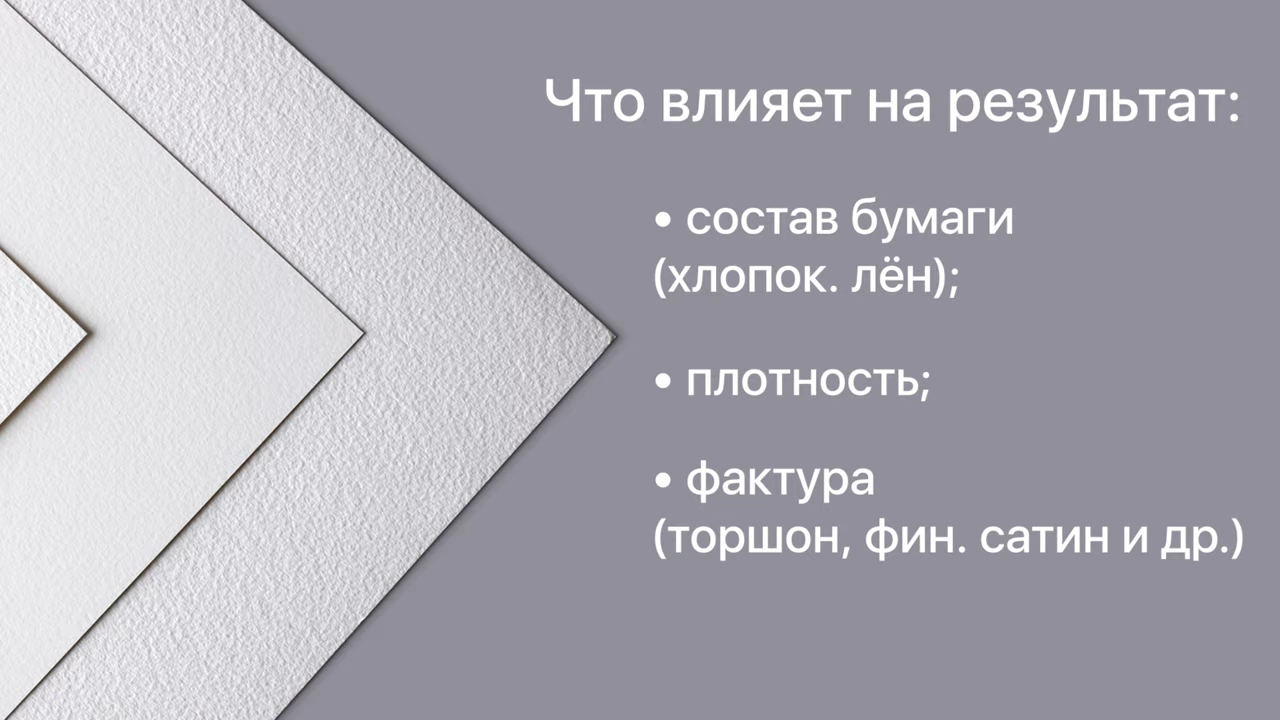 Что влияет на результат:
• состав бумаги
(хлопок. лён);
• плотность;
• фактура
(торшон, фин. сатин и др.)